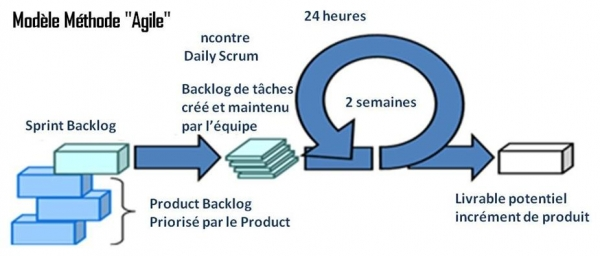 Modèle Méthode "Agile"
24 heures
ncontre
Daily Scrum
Backlog de tâches
créé et maintenu
par l'équipe
2 semaines
Sprint Backlog
Product Backlog
Priorisé par le Product
Livrable potentiel
incrément de produit